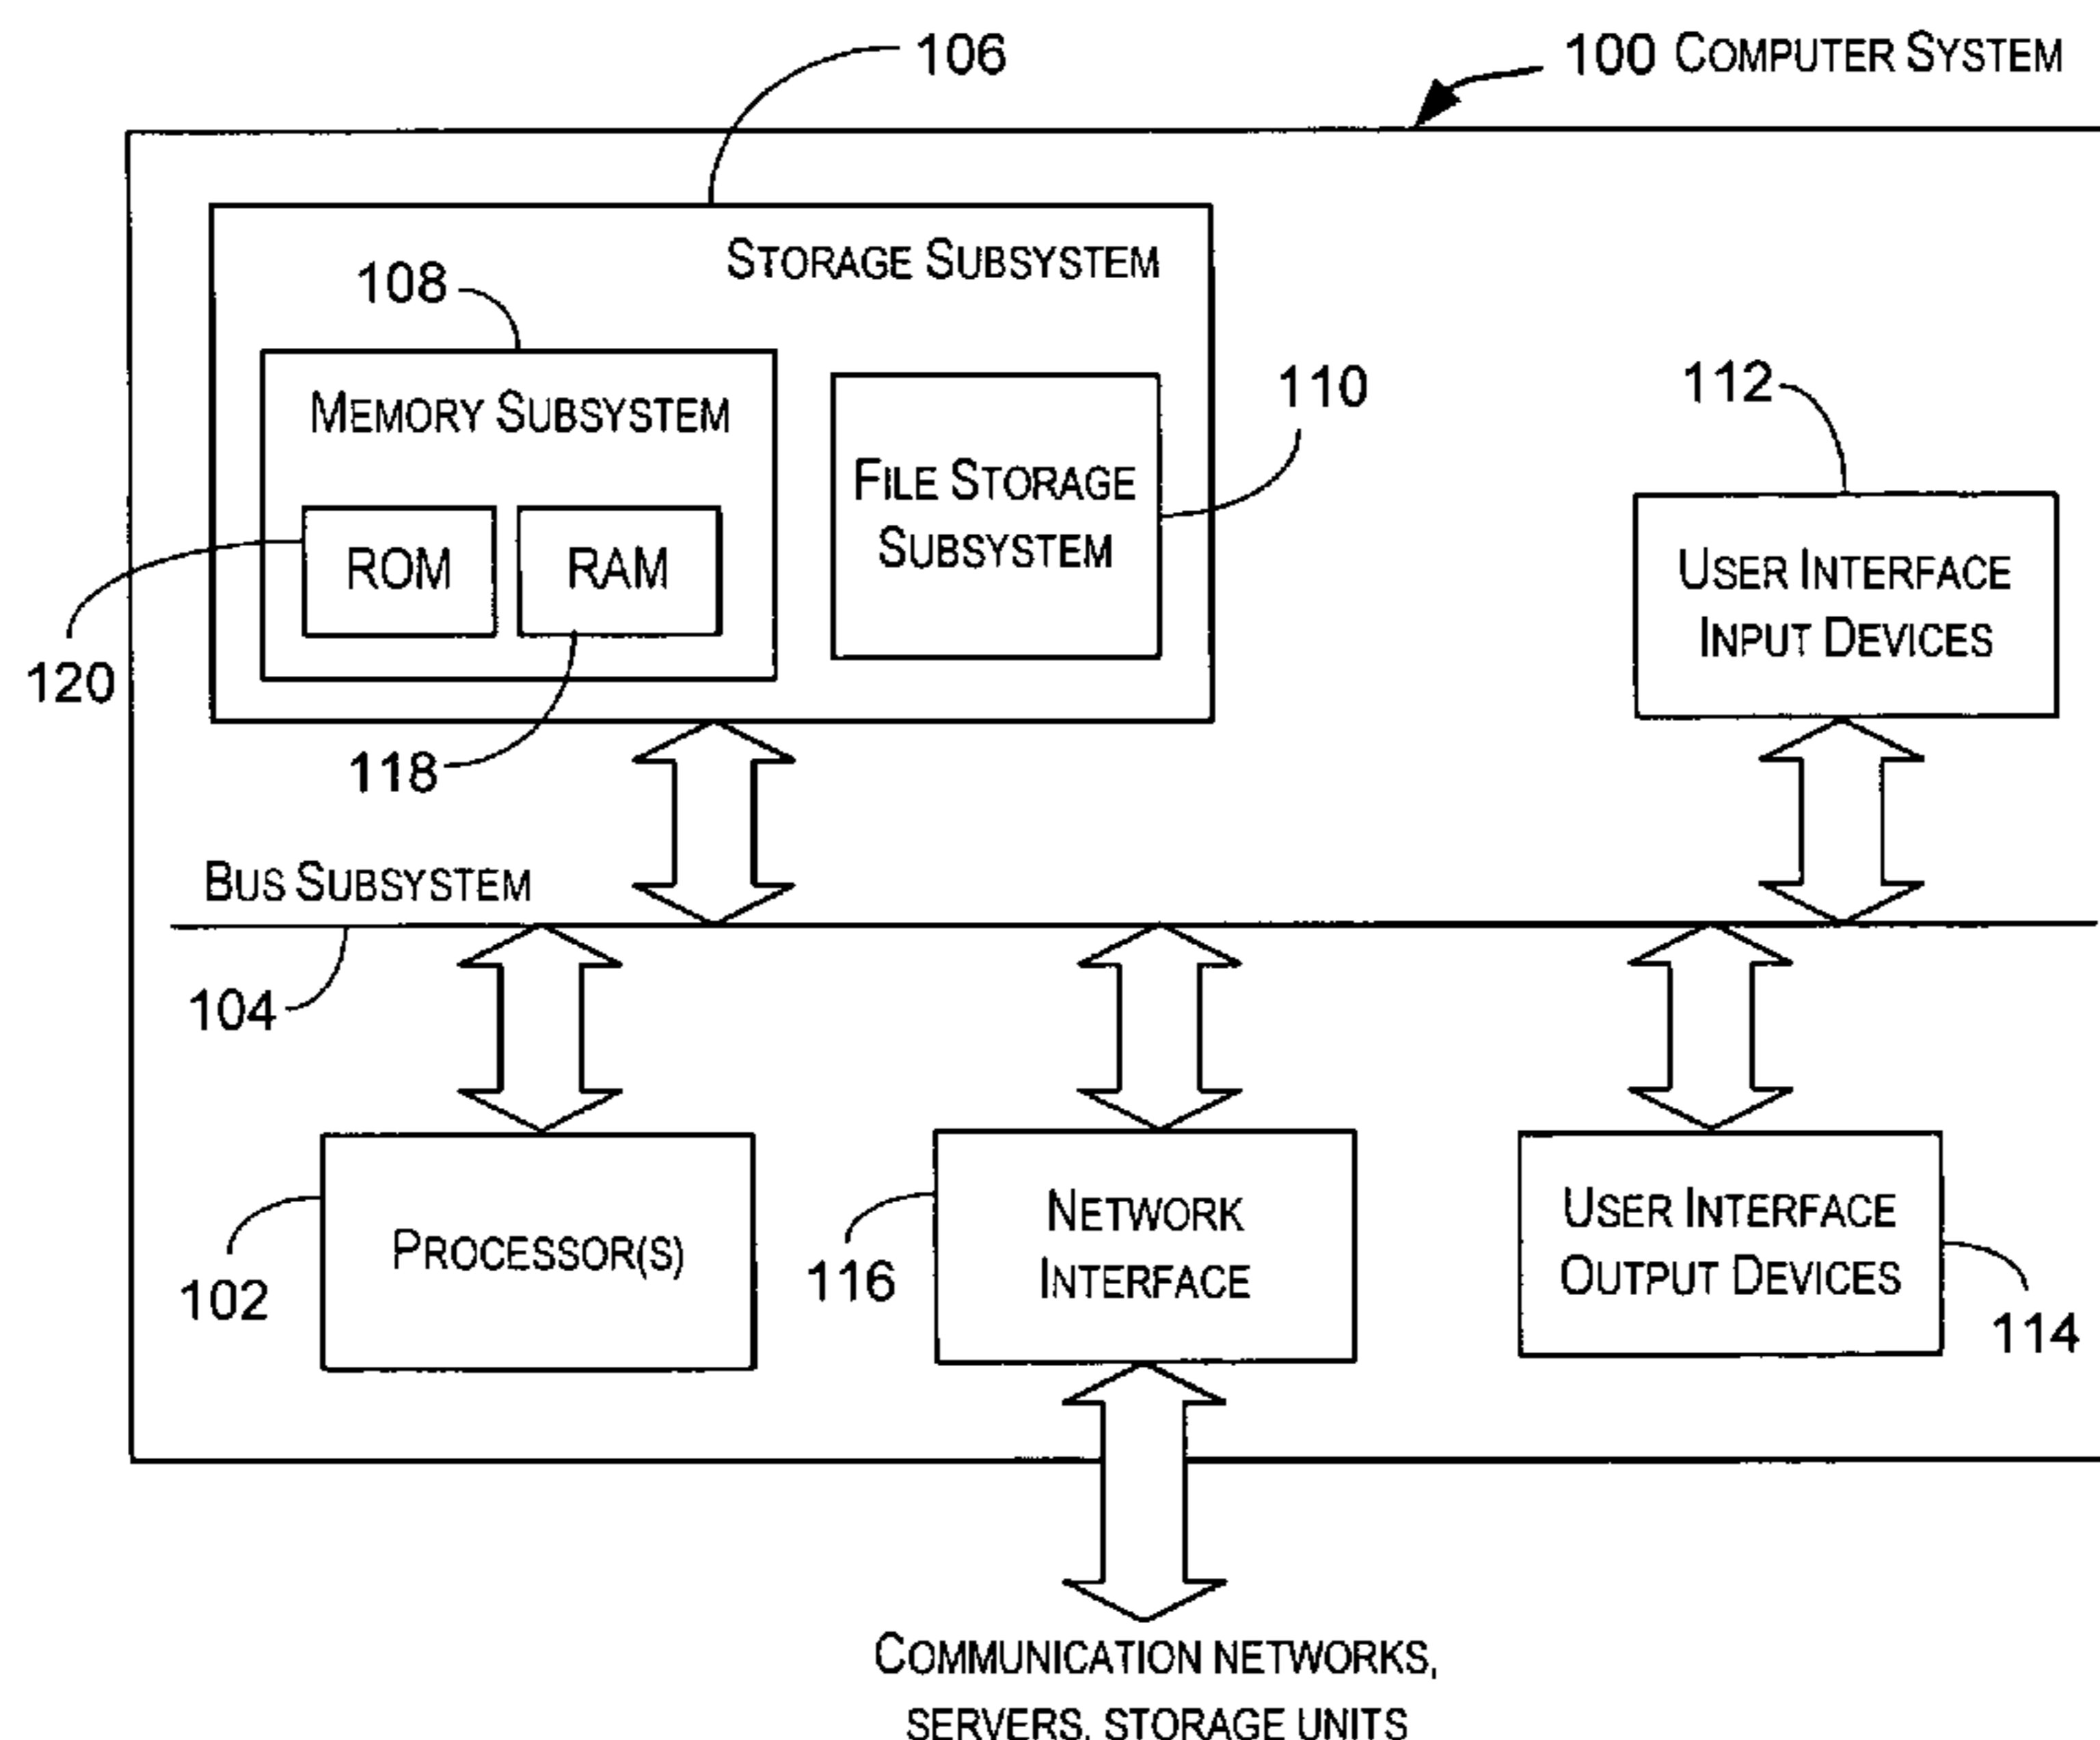 106
100 COMPUTER SYSTEM
STORAGE SUBSYSTEM
108
MEMORY SUBSYSTEM
110
FILE STORAGE
SUBSYSTEM
112
ROM
RAM
USER INTERFACE
INPUT DEVICES
120
118
BUS SUBSYSTEM
104
PROCESSOR(S)
102
NETWORK
INTERFACE
116
USER INTERFACE
OUTPUT DEVICES
114
COMMUNICATION NETWORKS,
SERVERS, STORAGE UNITS